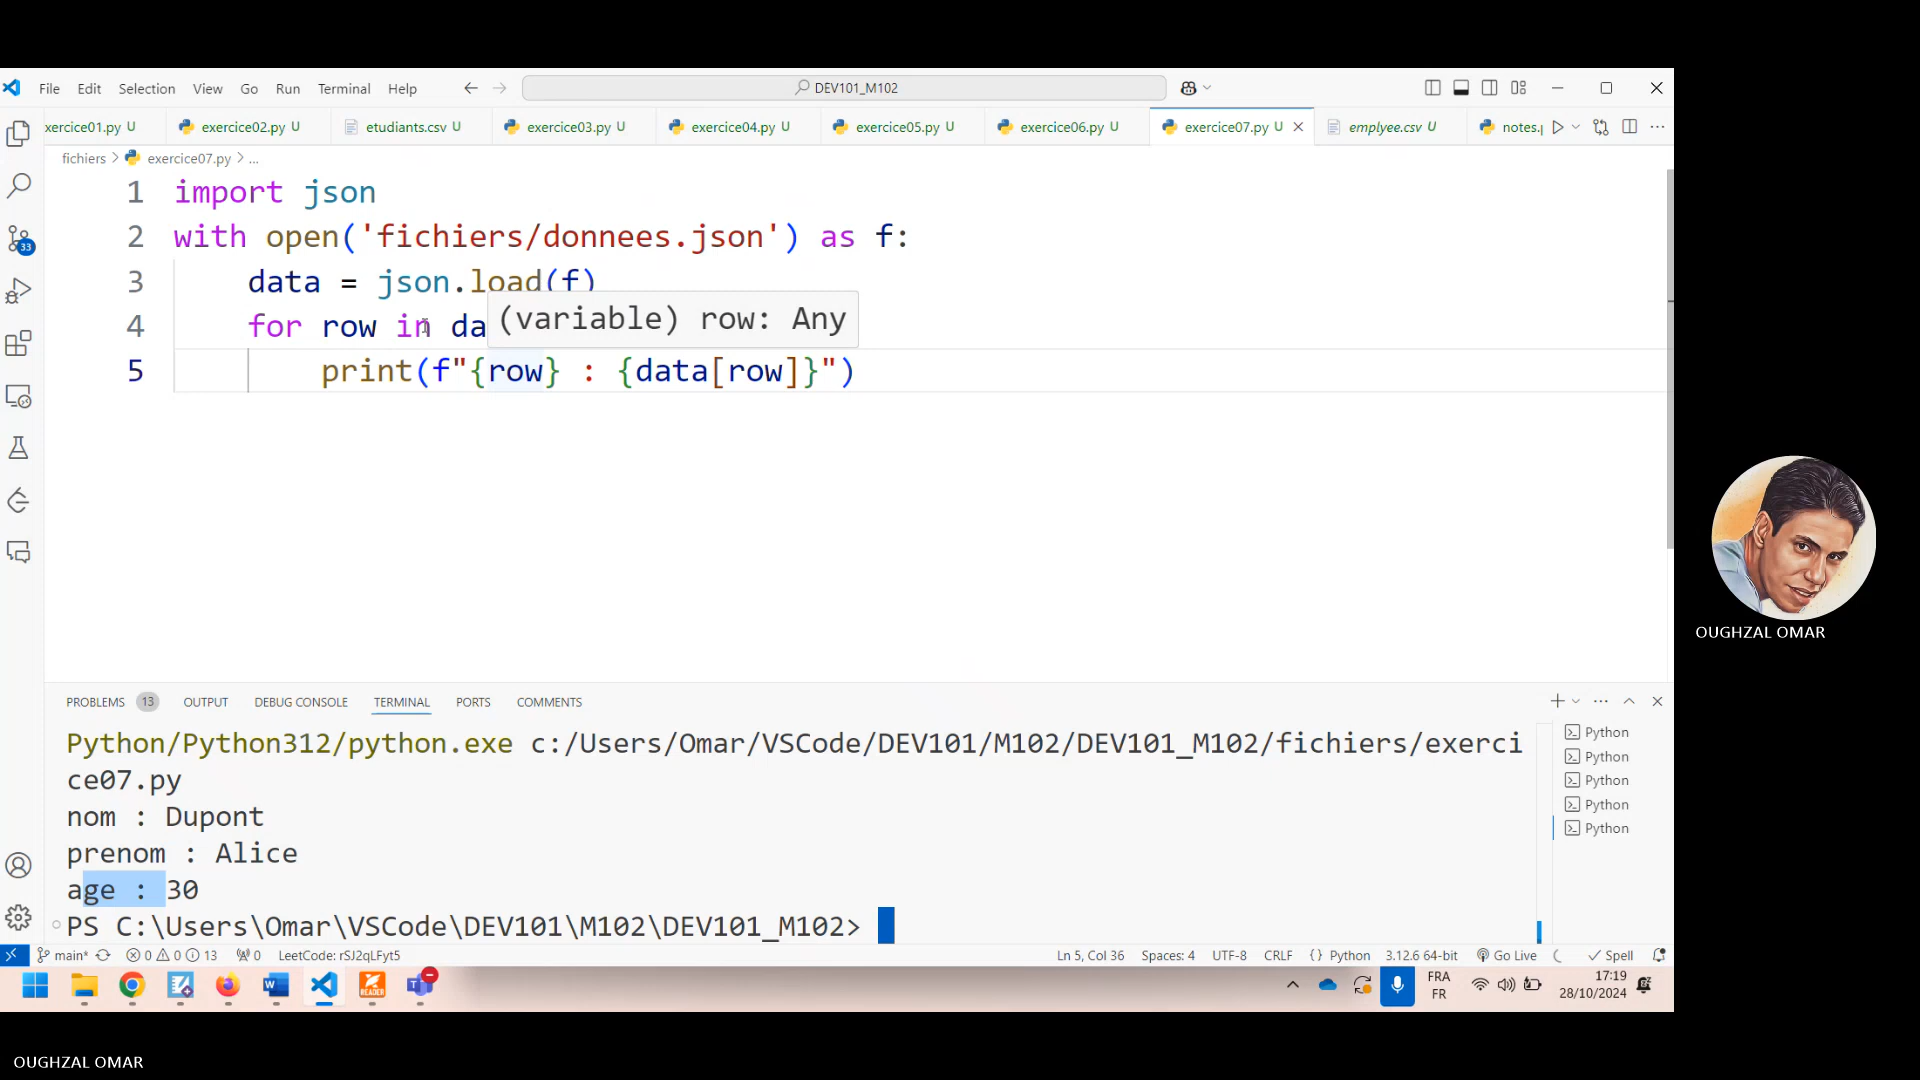 File Edit Selection View Go Run Terminal Help
DEV101_M102
exercice01.py U exercice02.py U etudiants.csv U exercice03.py U exercice04.py U exercice05.py U exercice06.py U exercice07.py U emplyee.csv U notes.
fichiers > exercice07.py > ...
1 import json
2 with open('fichiers/donnees.json') as f:
3 data = json.load(f)
(variable) row: Any
4 for row in da
5 print(f"{row} : {data[row]}")
33
PROBLEMS 13 OUTPUT DEBUG CONSOLE TERMINAL PORTS COMMENTS
Python/Python312/python.exe c:/Users/Omar/VSCode/DEV101/M102/DEV101_M102/fichiers/exerci
ce07.py
nom : Dupont
prenom : Alice
age : 30
PS C:\Users\Omar\VSCode\DEV101\M102\DEV101_M102>
Python
Python
Python
Python
Python
main* 0 0 13 0 LeetCode: rSJ2qLFyt5 Ln 5, Col 36 Spaces: 4 UTF-8 CRLF {} Python 3.12.6 64-bit Go Live Spell
READER
FRA
FR
17:19
28/10/2024
OUGHZAL OMAR
OUGHZAL OMAR